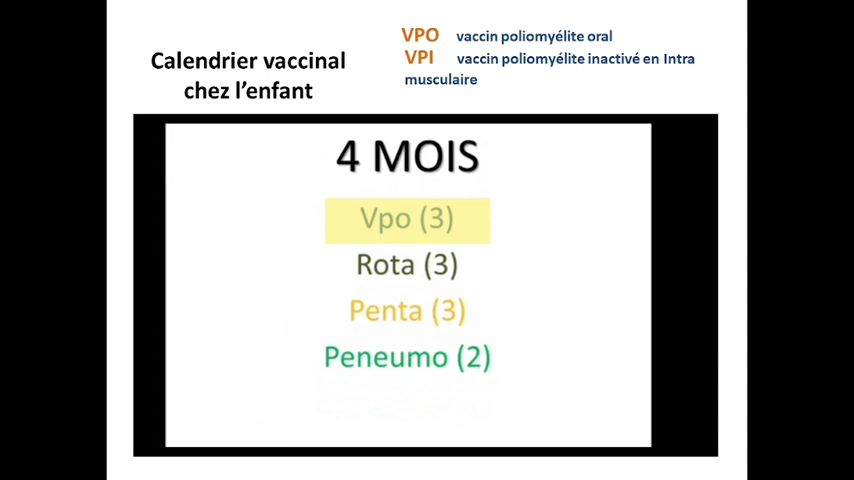 Calendrier vaccinal
chez l’enfant
VPO vaccin poliomyélite oral
VPI vaccin poliomyélite inactivé en Intra
musculaire
4 MOIS
Vpo (3)
Rota (3)
Penta (3)
Peneumo (2)